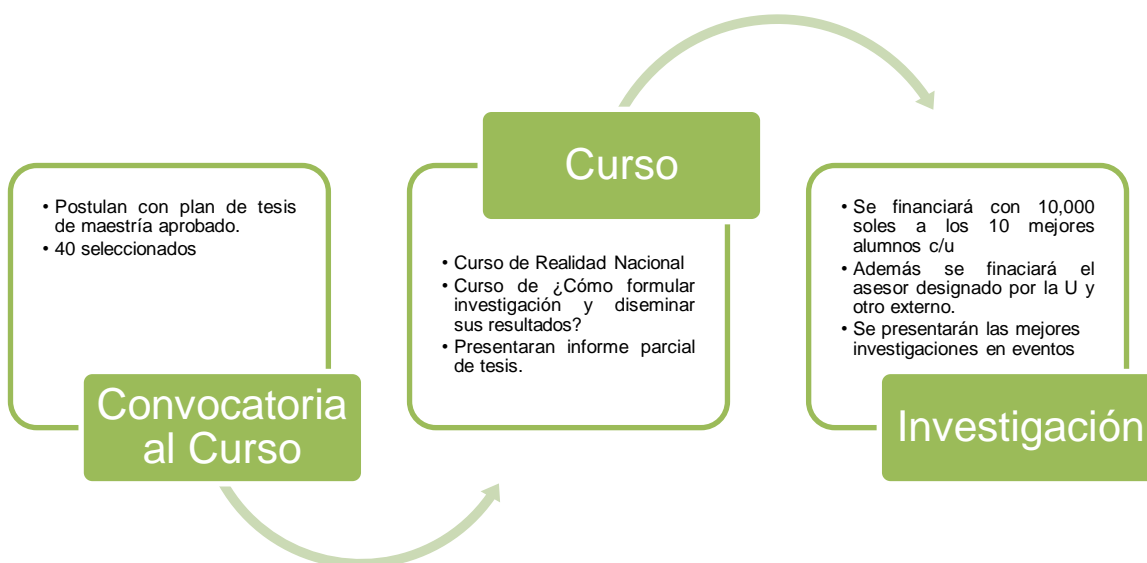 • Postulan con plan de tesis
de maestría aprobado.
• 40 seleccionados
Convocatoria
al Curso
Curso
• Curso de Realidad Nacional
• Curso de ¿Cómo formular
investigación y diseminar
sus resultados?
• Presentaran informe parcial
de tesis.
• Se financiará con 10,000
soles a los 10 mejores
alumnos c/u
• Además se finaciará el
asesor designado por la U y
otro externo.
• Se presentarán las mejores
investigaciones en eventos
Investigación